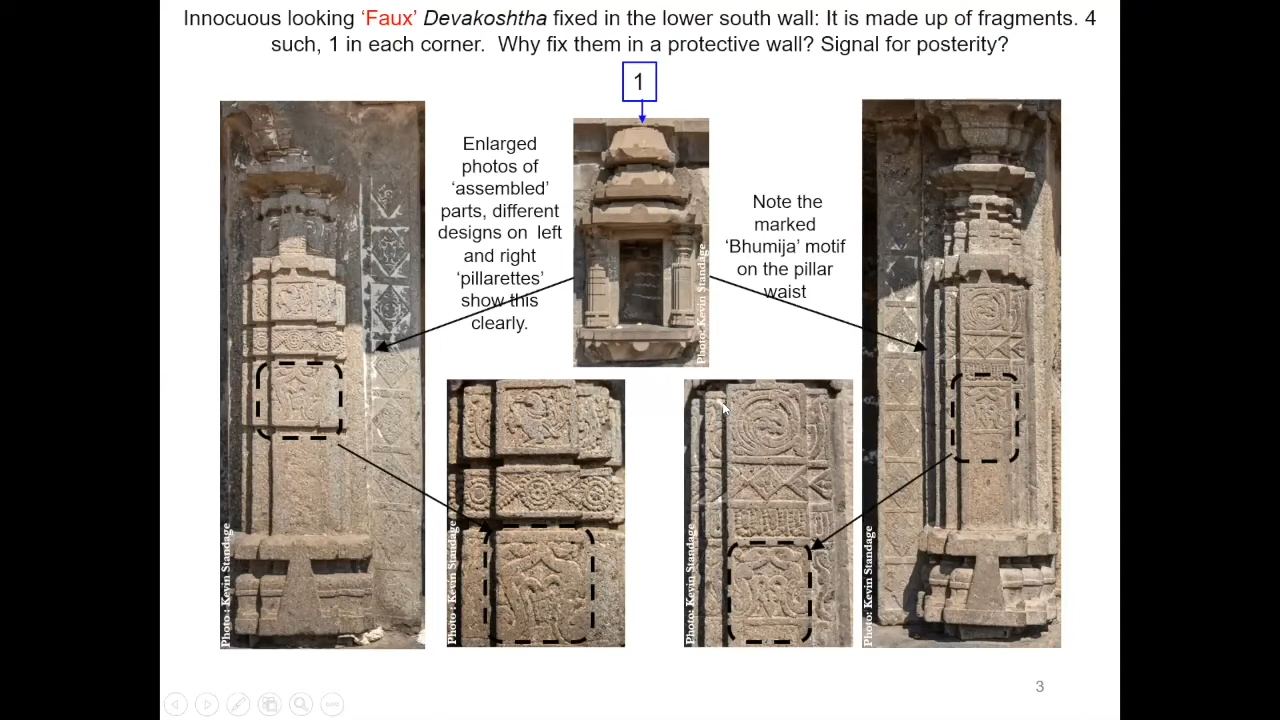 Innocuous looking ‘Faux’ Devakoshtha fixed in the lower south wall: It is made up of fragments. 4
such, 1 in each corner. Why fix them in a protective wall? Signal for posterity?
1
Enlarged
photos of
‘assembled’
parts, different
designs on left
and right
‘pillarettes’
show this
clearly.
Note the
marked
‘Bhumija’ motif
on the pillar
waist
Photo : Kevin Standage
Photo: Kevin Standage
Photo : Kevin Standage
Photo: Kevin Standage
Photo: Kevin Standage
3